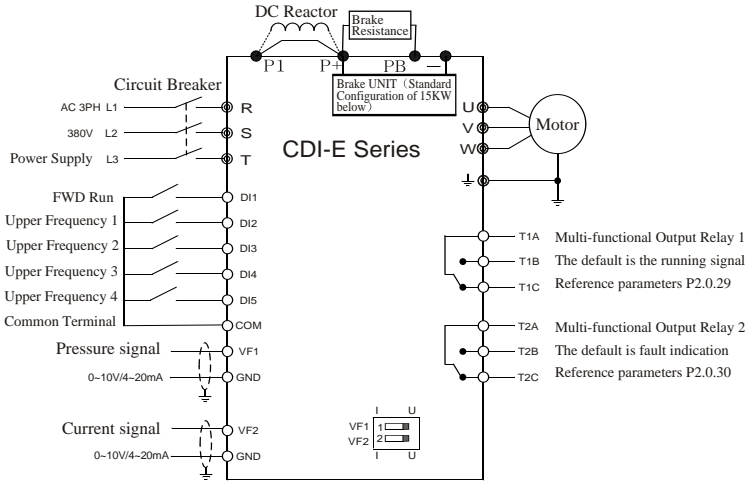 DC Reactor
Brake
Resistance
P1 P+ PB —
Brake UNIT（Standard
Configuration of 15KW
below）
Circuit Breaker
AC 3PH L1
R
380V L2
S
Power Supply L3
T
CDI-E Series
U
V
W
Motor
FWD Run
DI1
Upper Frequency 1
DI2
Upper Frequency 2
DI3
Upper Frequency 3
DI4
Upper Frequency 4
DI5
Common Terminal
COM
Pressure signal
VF1
0~10V/4~20mA
GND
Current signal
VF2
0~10V/4~20mA
GND
T1A Multi-functional Output Relay 1
T1B The default is the running signal
T1C Reference parameters P2.0.29
T2A Multi-functional Output Relay 2
T2B The default is fault indication
T2C Reference parameters P2.0.30
I U
VF1 1
VF2 2
I U